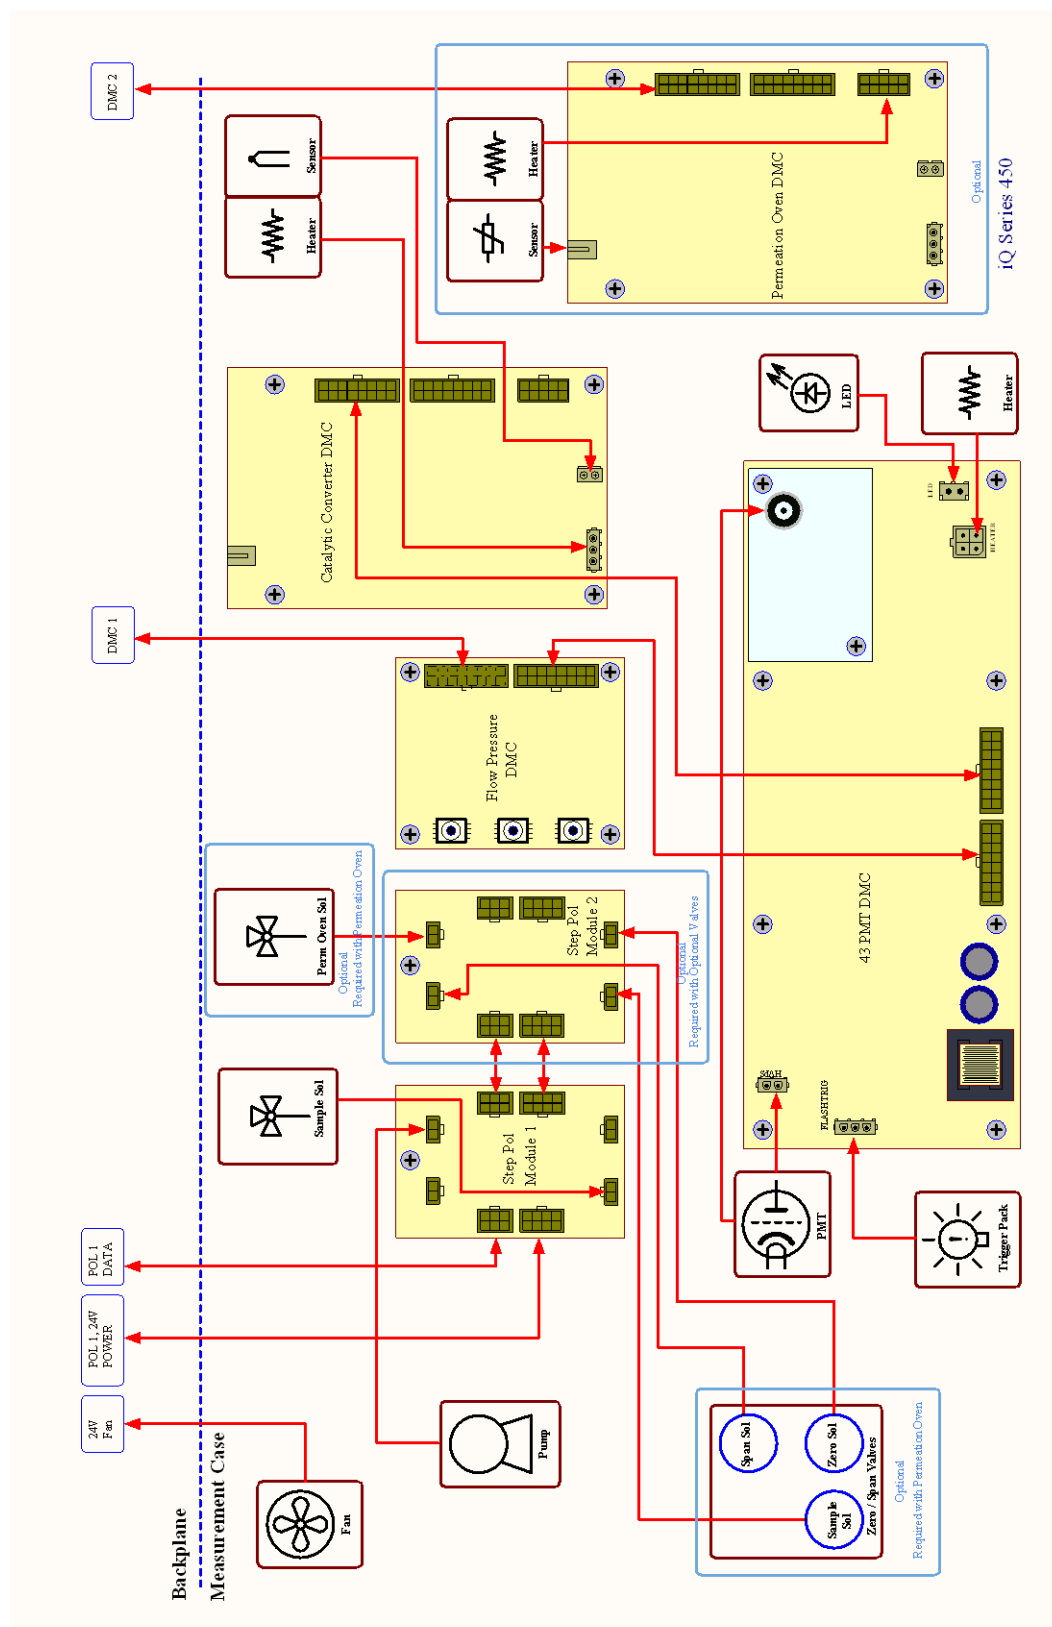 Backplane
Measurement Case
24V
Fan
POL 1, 24V
POWER
POL 1
DATA
DMC 1
DMC 2
Fan
Pump
Sample Sol
Perm Oven Sol
Optional
Required with Permeation Oven
Step Pol
Module 1
Step Pol
Module 2
Optional
Required with Optional Valves
Flow Pressure
DMC
Catalytic Converter DMC
Heater
Sensor
Sensor
Heater
Permeation Oven DMC
Optional
iQ Series 450
Span Sol
Sample
Sol
Zero Sol
Zero / Span Valves
Optional
Required with Permeation Oven
PMT
Trigger Pack
FLASHTRIG
HVPS
43 PMT DMC
LED
HEATER
LED
Heater